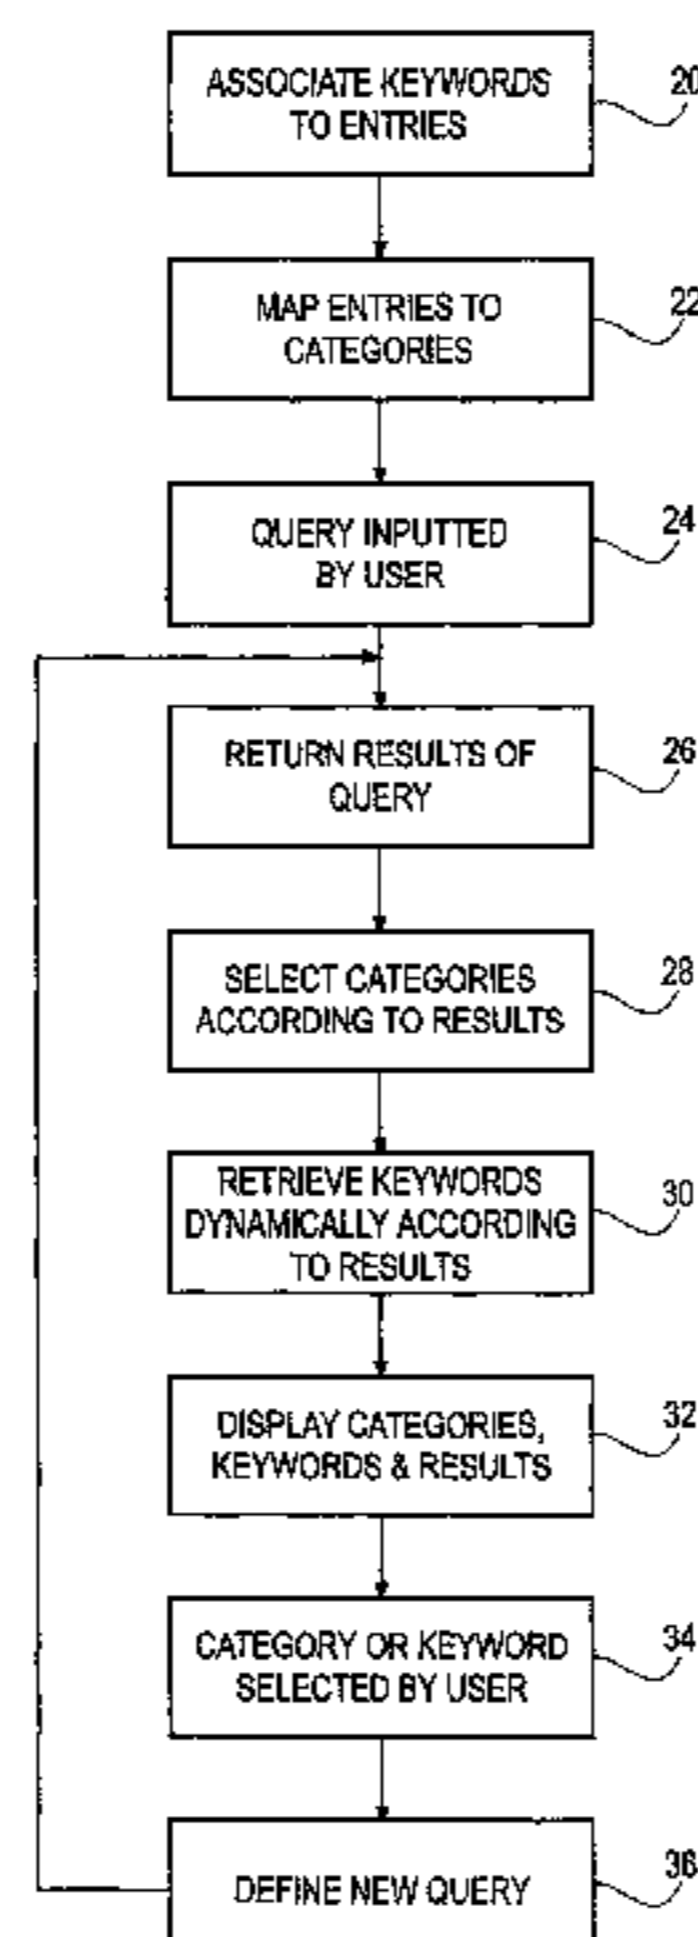 ASSOCIATE KEYWORDS
TO ENTRIES
20
MAP ENTRIES TO
CATEGORIES
22
QUERY INPUTTED
BY USER
24
RETURN RESULTS OF
QUERY
26
SELECT CATEGORIES
ACCORDING TO RESULTS
28
RETRIEVE KEYWORDS
DYNAMICALLY ACCORDING
TO RESULTS
30
DISPLAY CATEGORIES,
KEYWORDS & RESULTS
32
CATEGORY OR KEYWORD
SELECTED BY USER
34
DEFINE NEW QUERY
36